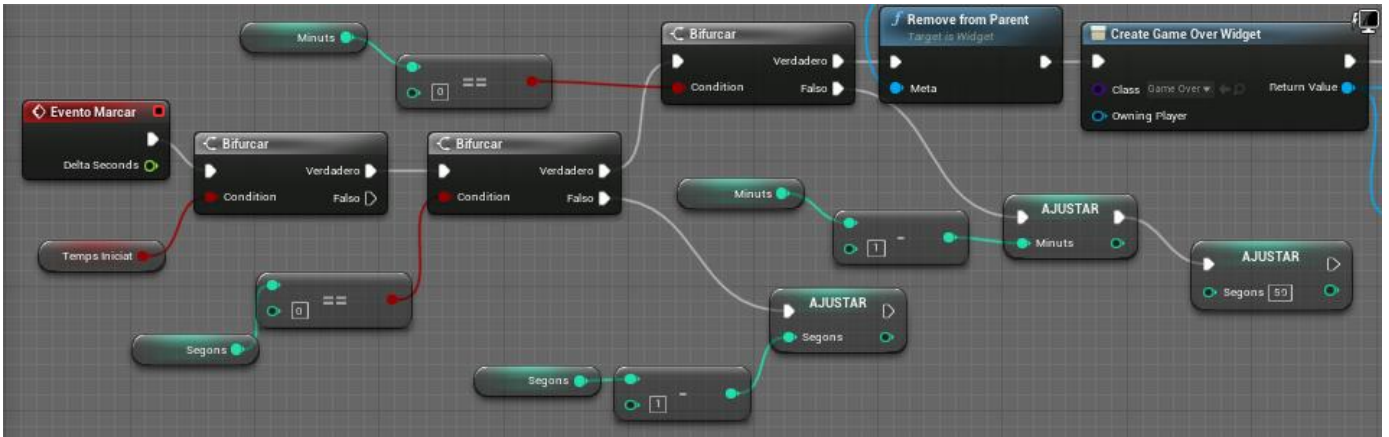 Minuts
0
==
Bifurcar
Verdadero
Condition
Falso
f Remove from Parent
Target is Widget
Meta
Create Game Over Widget
Class Game Over
Return Value
Owning Player
Evento Marcar
Delta Seconds
Bifurcar
Verdadero
Condition
Falso
Bifurcar
Verdadero
Condition
Falso
Temps Iniciat
0
==
Segons
Minuts
1
-
AJUSTAR
Minuts
AJUSTAR
Segons 59
AJUSTAR
Segons
Segons
1
-